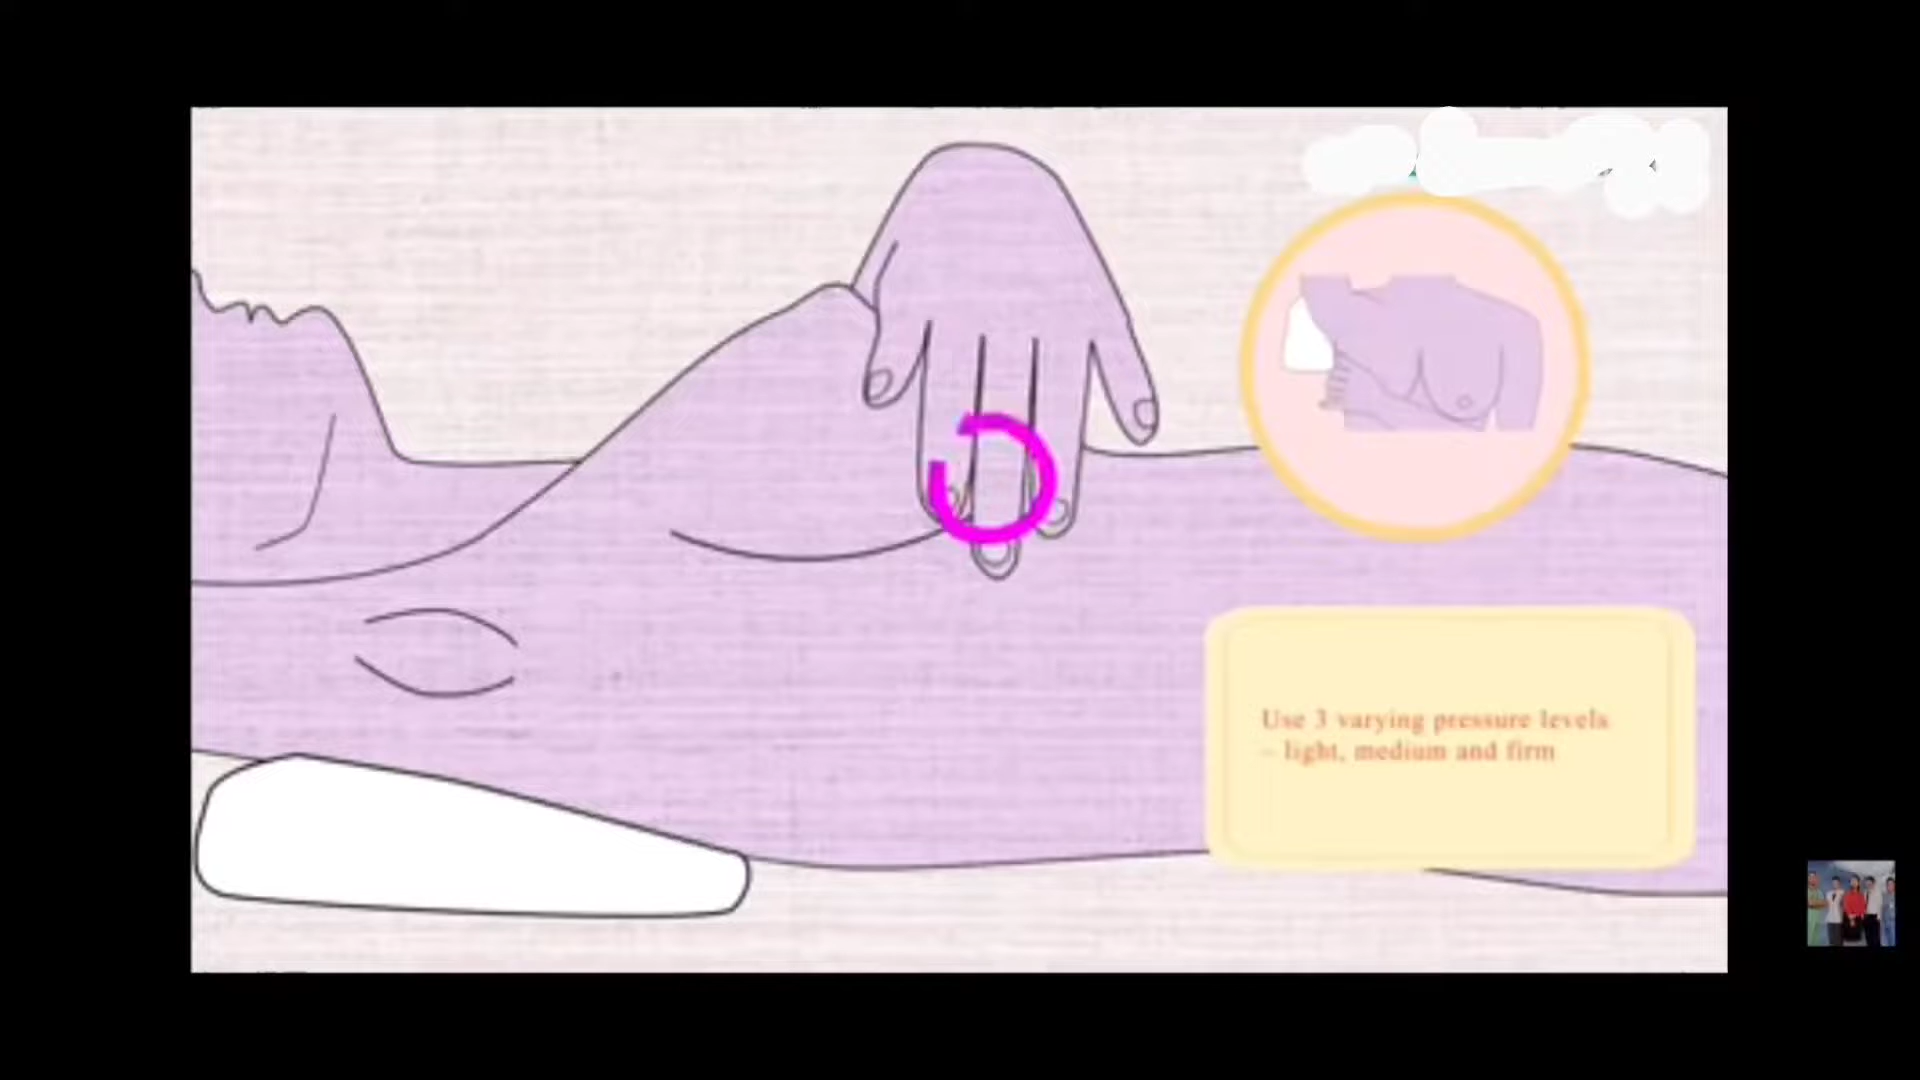 Use 3 varying pressure levels
– light, medium and firm